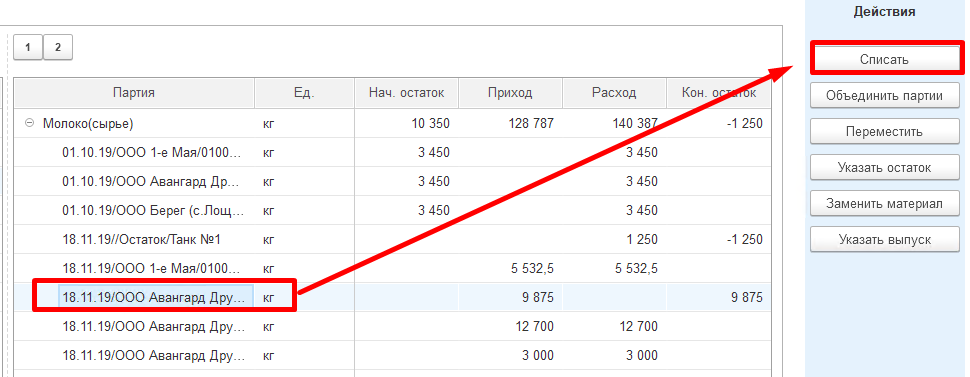 Действия
1 2
Списать
Партия Ед. Нач. остаток Приход Расход Кон. остаток
Объединить партии
Молоко(сырье) кг 10 350 128 787 140 387 -1 250
Переместить
01.10.19/ООО 1-е Мая/0100... кг 3 450 3 450
Указать остаток
01.10.19/ООО Авангард Др... кг 3 450 3 450
Заменить материал
01.10.19/ООО Берег (с.Лощ... кг 3 450 3 450
Указать выпуск
18.11.19//Остаток/Танк №1 кг 1 250 -1 250
18.11.19/ООО 1-е Мая/0100... кг 5 532,5 5 532,5
18.11.19/ООО Авангард Дру... кг 9 875 9 875
18.11.19/ООО Авангард Дру... кг 12 700 12 700
18.11.19/ООО Авангард Дру... кг 3 000 3 000